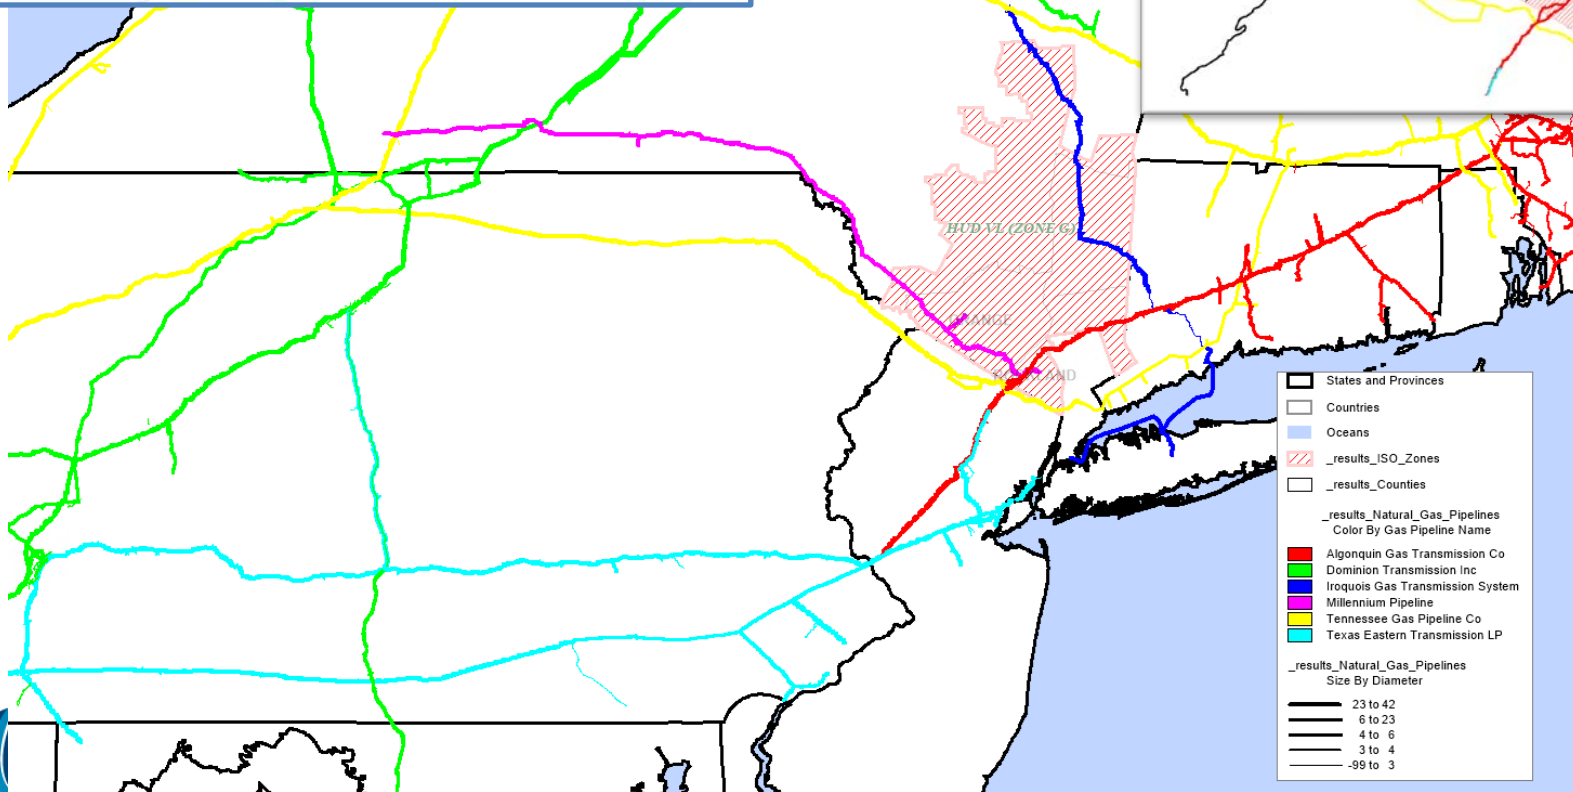 HUD VL (ZONE G)
ORANGE
ROCKLAND
States and Provinces
Countries
Oceans
_results_ISO_Zones
_results_Counties
_results_Natural_Gas_Pipelines
Color By Gas Pipeline Name
Algonquin Gas Transmission Co
Dominion Transmission Inc
Iroquois Gas Transmission System
Millennium Pipeline
Tennessee Gas Pipeline Co
Texas Eastern Transmission LP
_results_Natural_Gas_Pipelines
Size By Diameter
23 to 42
6 to 23
4 to 6
3 to 4
-99 to 3